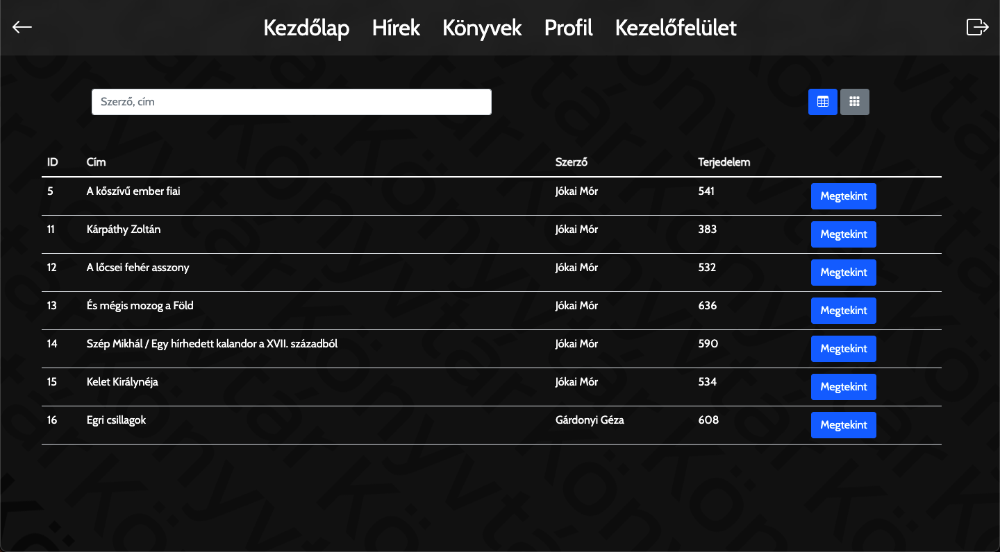 Kezdőlap Hírek Könyvek Profil Kezelőfelület
Szerző, cím
ID Cím Szerző Terjedelem
5 A kőszívű ember fiai Jókai Mór 541 Megtekint
11 Kárpáthy Zoltán Jókai Mór 383 Megtekint
12 A lőcsei fehér asszony Jókai Mór 532 Megtekint
13 És mégis mozog a Föld Jókai Mór 636 Megtekint
14 Szép Mikhál / Egy hírhedett kalandor a XVII. századból Jókai Mór 590 Megtekint
15 Kelet Királynéja Jókai Mór 534 Megtekint
16 Egri csillagok Gárdonyi Géza 608 Megtekint